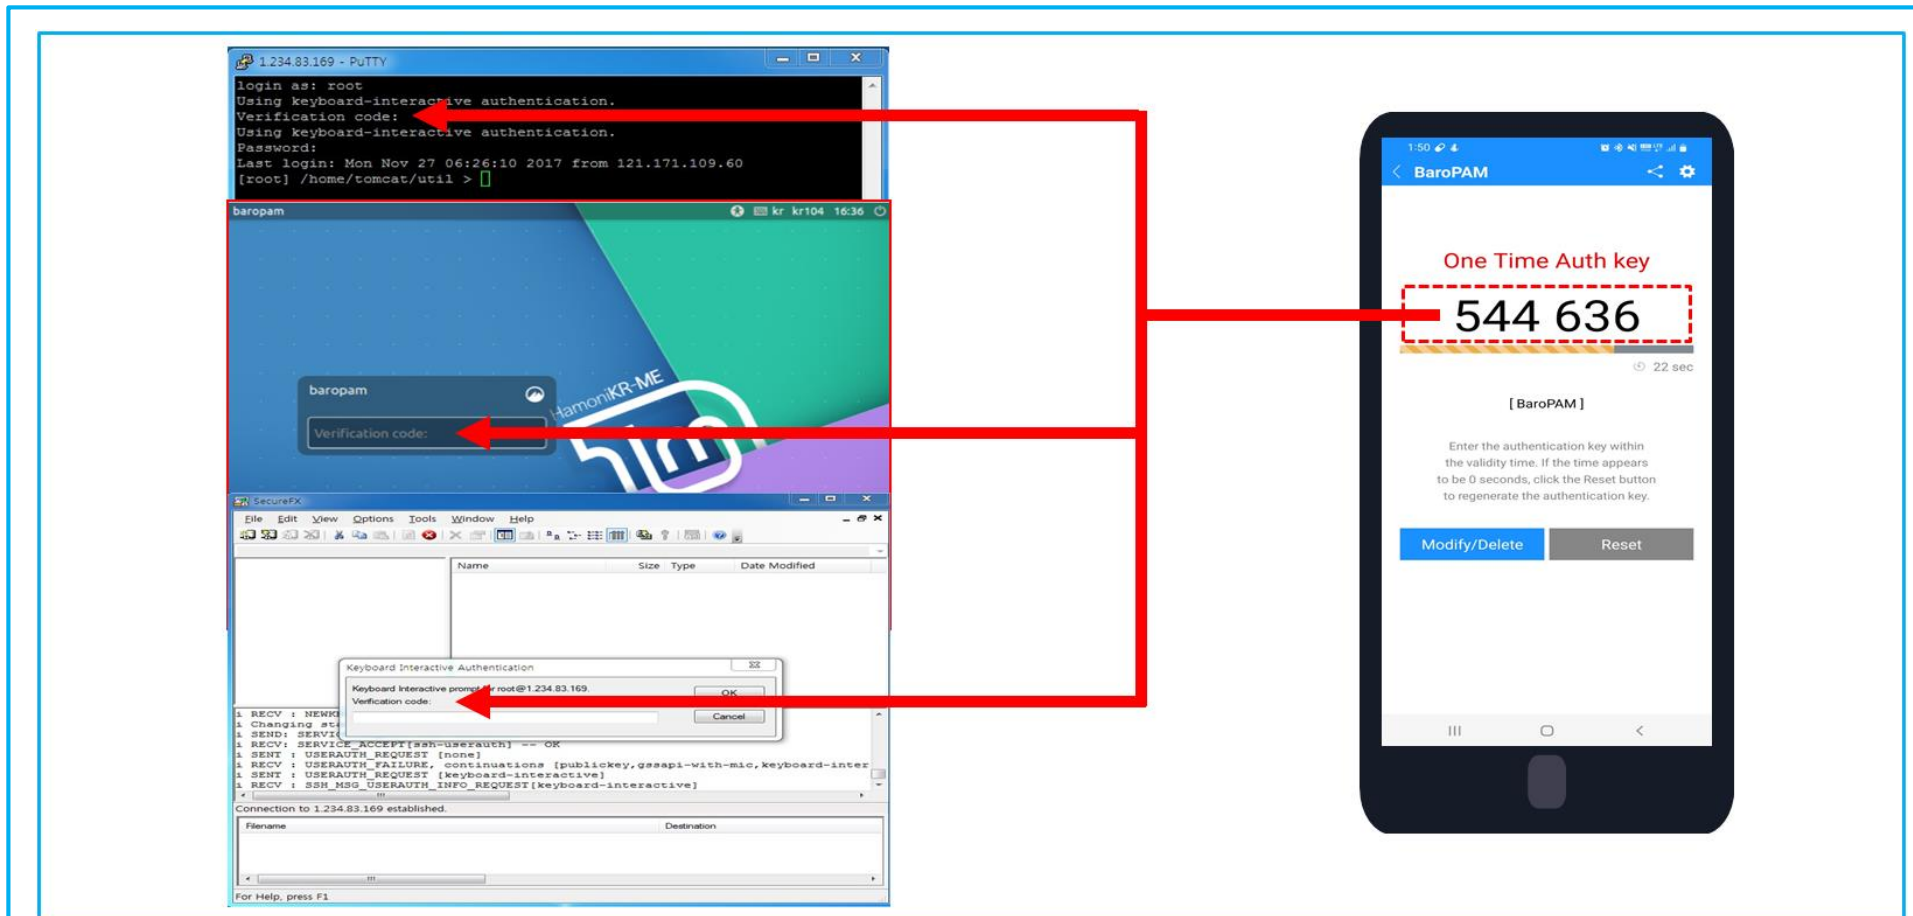 1.234.83.169 - PuTTY
login as: root
Using keyboard-interactive authentication.
Verification code:
Using keyboard-interactive authentication.
Password:
Last login: Mon Nov 27 06:26:10 2017 from 121.171.109.60
[root] /home/tomcat/util >
baropam
kr kr104 16:36
baropam
Verification code:
HamoniKR-ME
SecureFX
File Edit View Options Tools Window Help
Name Size Type Date Modified
Keyboard Interactive Authentication
Keyboard Interactive prompt for root@1.234.83.169.
Verification code:
OK
Cancel
i RECV : 
i Changing
i SEND:
i RECV: SERVICE_ACCEPT[ssh-userauth] -- OK
i SENT : USERAUTH_REQUEST [none]
i RECV : USERAUTH_FAILURE, continuations [publickey,gssapi-with-mic,keyboard-inter
i SENT : USERAUTH_REQUEST [keyboard-interactive]
i RECV : SSH_MSG_USERAUTH_INFO_REQUEST[keyboard-interactive]
Connection to 1.234.83.169 established.
Filename Destination
For Help, press F1
1:50
BaroPAM
One Time Auth key
544 636
22 sec
[ BaroPAM ]
Enter the authentication key within
the validity time. If the time appears
to be 0 seconds, click the Reset button
to regenerate the authentication key.
Modify/Delete
Reset